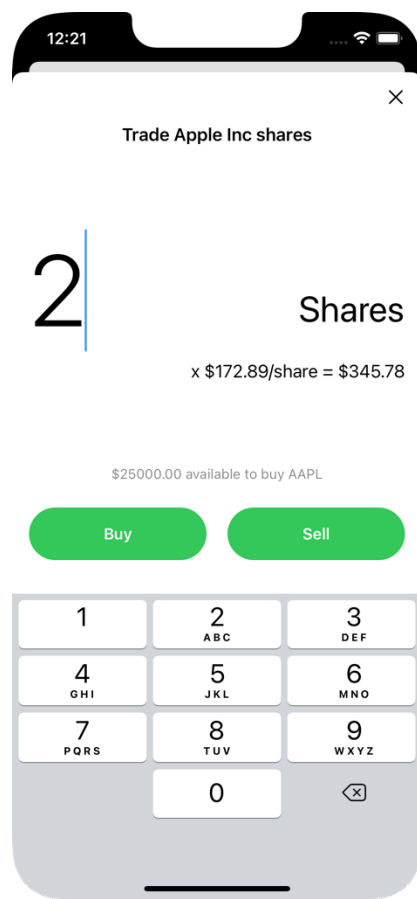 12:21
Trade Apple Inc shares
2
Shares
x $172.89/share = $345.78
$25000.00 available to buy AAPL
Buy Sell
1 2 3
ABC DEF
4 5 6
GHI JKL MNO
7 8 9
PQRS TUV WXYZ
0